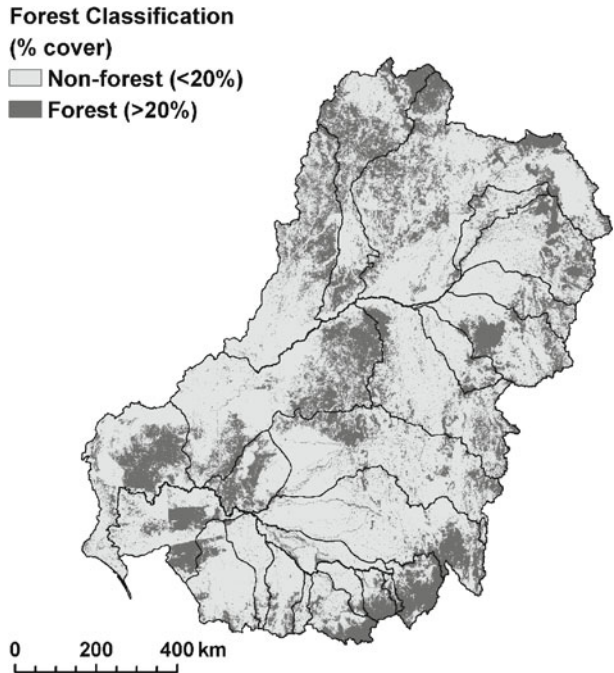 Forest Classification
(% cover)
Non-forest (<20%)
Forest (>20%)
0 200 400 km